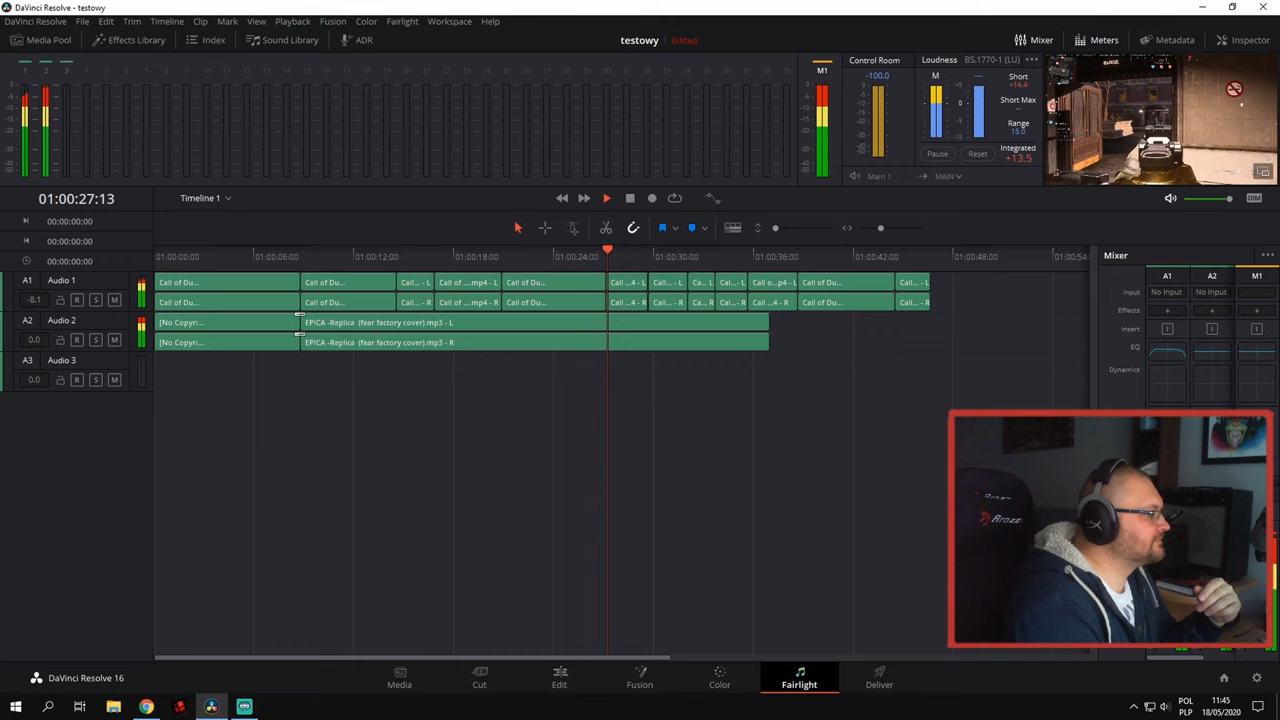 DaVinci Resolve - testowy
DaVinci Resolve File Edit Trim Timeline Clip Mark View Playback Fusion Color Fairlight Workspace Help
Media Pool Effects Library Index Sound Library ADR testowy Edited Mixer Meters Metadata Inspector
M1 Control Room Loudness BS.1770-1 (LU)
-100.0 M Short
+14.4
Short Max
Range
15.0
Integrated
+13.5
Pause Reset
Main 1 MAIN
01:00:27:13 Timeline 1 DIM
00:00:00:00
00:00:00:00
00:00:00:00
01:00:00:00 01:00:06:00 01:00:12:00 01:00:18:00 01:00:24:00 01:00:30:00 01:00:36:00 01:00:42:00 01:00:48:00 01:00:54:00
Mixer
A1 Audio 1 Call of Du... Call of Du... Call... - L Call of ....mp4 - L Call of Du... Call ...4 - L Call... - L Call... - L Call...- L Call o...p4 - L Call of Du... Call... - L
-8.1 R S M Call of Du... Call of Du... Call... - R Call of ....mp4 - R Call of Du... Call ...4 - R Call... - R Call... - R Call...- R Call ...4 - R Call of Du... Call... - R
A2 Audio 2 [No Copyri... EPICA -Replica (fear factory cover).mp3 - L
0.0 R S M [No Copyri... EPICA -Replica (fear factory cover).mp3 - R
A3 Audio 3
0.0 R S M
A1 A2 M1
Input No Input No Input
Effects
Insert
EQ
Dynamics
DaVinci Resolve 16 Media Cut Edit Fusion Color Fairlight Deliver
POL
PLP
11:45
18/05/2020